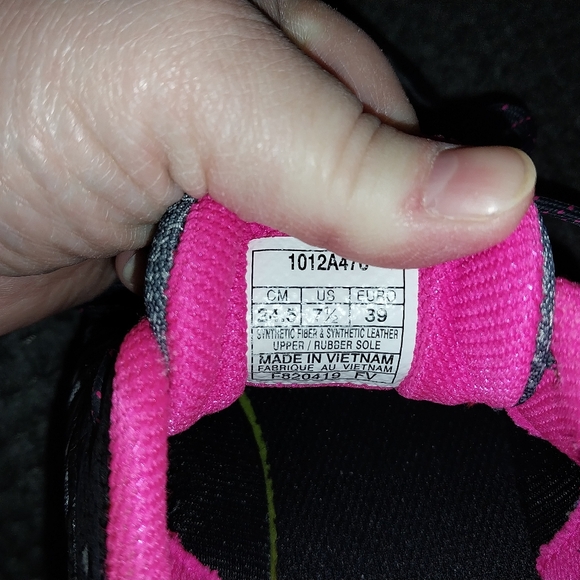 1012A476
CM US EURO
24.5 7½ 39
SYNTHETIC FIBER & SYNTHETIC LEATHER
UPPER / RUBBER SOLE
MADE IN VIETNAM
FABRIQUE AU VIETNAM
F820419 FV